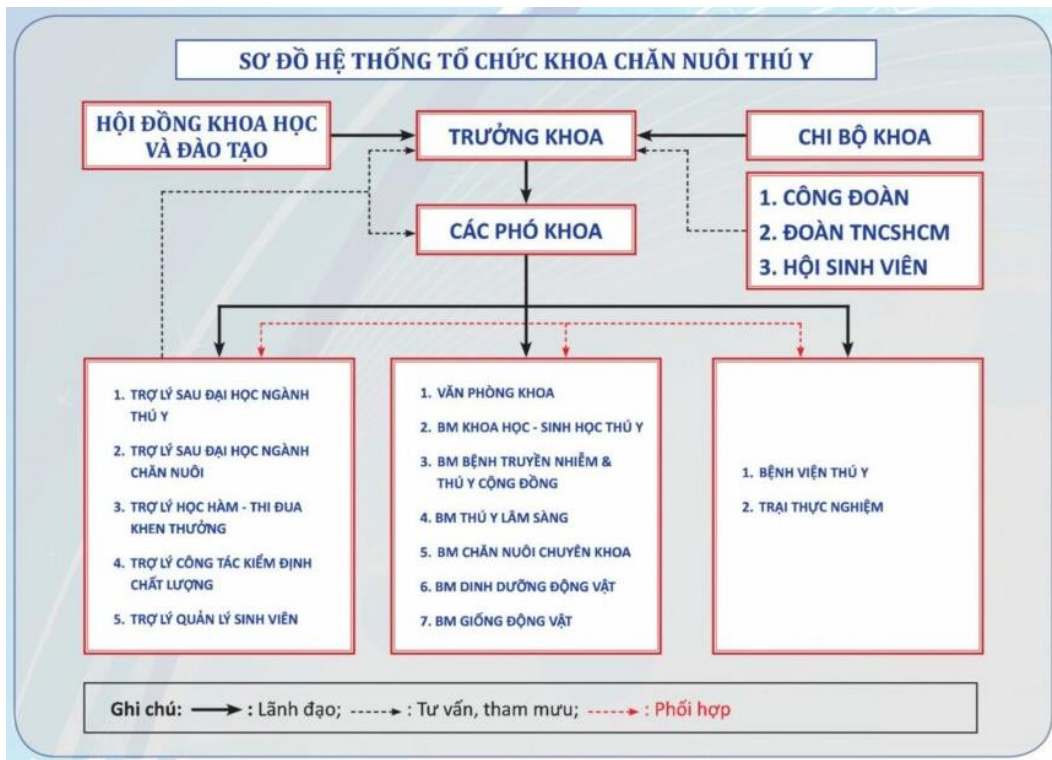 SƠ ĐỒ HỆ THỐNG TỔ CHỨC KHOA CHĂN NUÔI THÚ Y
HỘI ĐỒNG KHOA HỌC
VÀ ĐÀO TẠO
TRƯỞNG KHOA
CHI BỘ KHOA
CÁC PHÓ KHOA
1. CÔNG ĐOÀN
2. ĐOÀN TNCSHCM
3. HỘI SINH VIÊN
1. TRỢ LÝ SAU ĐẠI HỌC NGÀNH
THÚ Y
2. TRỢ LÝ SAU ĐẠI HỌC NGÀNH
CHĂN NUÔI
3. TRỢ LÝ HỌC HÀM - THI ĐUA
KHEN THƯỞNG
4. TRỢ LÝ CÔNG TÁC KIỂM ĐỊNH
CHẤT LƯỢNG
5. TRỢ LÝ QUẢN LÝ SINH VIÊN
1. VĂN PHÒNG KHOA
2. BM KHOA HỌC - SINH HỌC THÚ Y
3. BM BỆNH TRUYỀN NHIỄM &
THÚ Y CỘNG ĐỒNG
4. BM THÚ Y LÂM SÀNG
5. BM CHĂN NUÔI CHUYÊN KHOA
6. BM DINH DƯỠNG ĐỘNG VẬT
7. BM GIỐNG ĐỘNG VẬT
1. BỆNH VIỆN THÚ Y
2. TRẠI THỰC NGHIỆM
Ghi chú: : Lãnh đạo; : Tư vấn, tham mưu; : Phối hợp